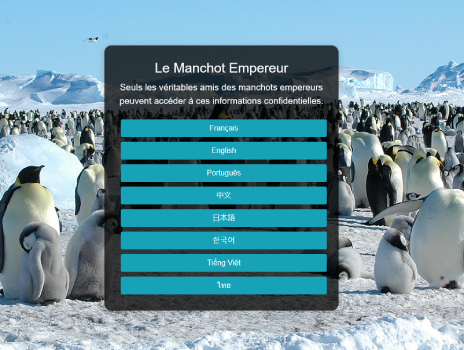 Le Manchot Empereur
Seuls les véritables amis des manchots empereurs
peuvent accéder à ces informations confidentielles.
Français
English
Português
中文
日本語
한국어
Tiếng Việt
ไทย